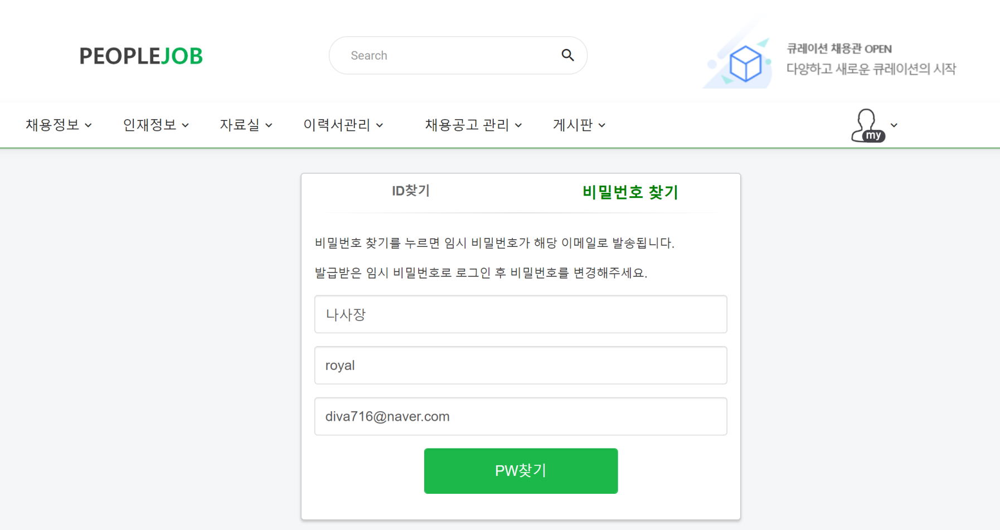 PEOPLEJOB
Search
큐레이션 채용관 OPEN
다양하고 새로운 큐레이션의 시작
채용정보 인재정보 자료실 이력서관리 채용공고 관리 게시판 my
ID찾기 비밀번호 찾기
비밀번호 찾기를 누르면 임시 비밀번호가 해당 이메일로 발송됩니다.
발급받은 임시 비밀번호로 로그인 후 비밀번호를 변경해주세요.
나사장
royal
diva716@naver.com
PW찾기